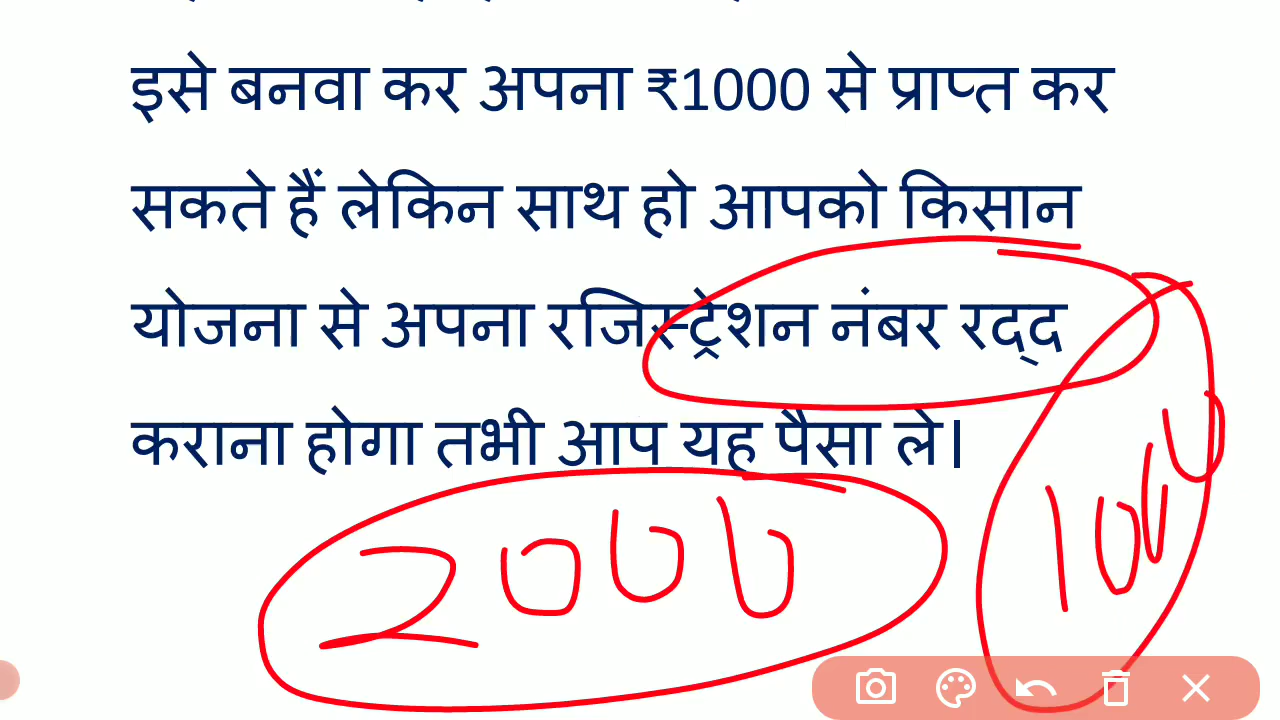 इसे बनवा कर अपना ₹1000 से प्राप्त कर
सकते हैं लेकिन साथ हो आपको किसान
योजना से अपना रजिस्ट्रेशन नंबर रद्द
कराना होगा तभी आप यह पैसा ले।
2000
1000